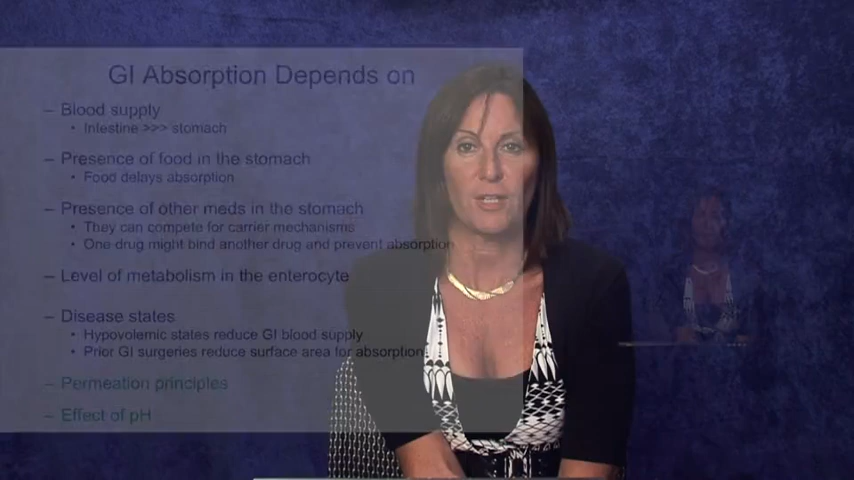 GI Absorption Depends on
– Blood supply
• Intestine >>> stomach
– Presence of food in the stomach
• Food delays absorption
– Presence of other meds in the stomach
• They can compete for carrier mechanisms
• One drug might bind another drug and prevent absorption
– Level of metabolism in the enterocyte
– Disease states
• Hypovolemic states reduce GI blood supply
• Prior GI surgeries reduce surface area for absorption
– Permeation principles
– Effect of pH